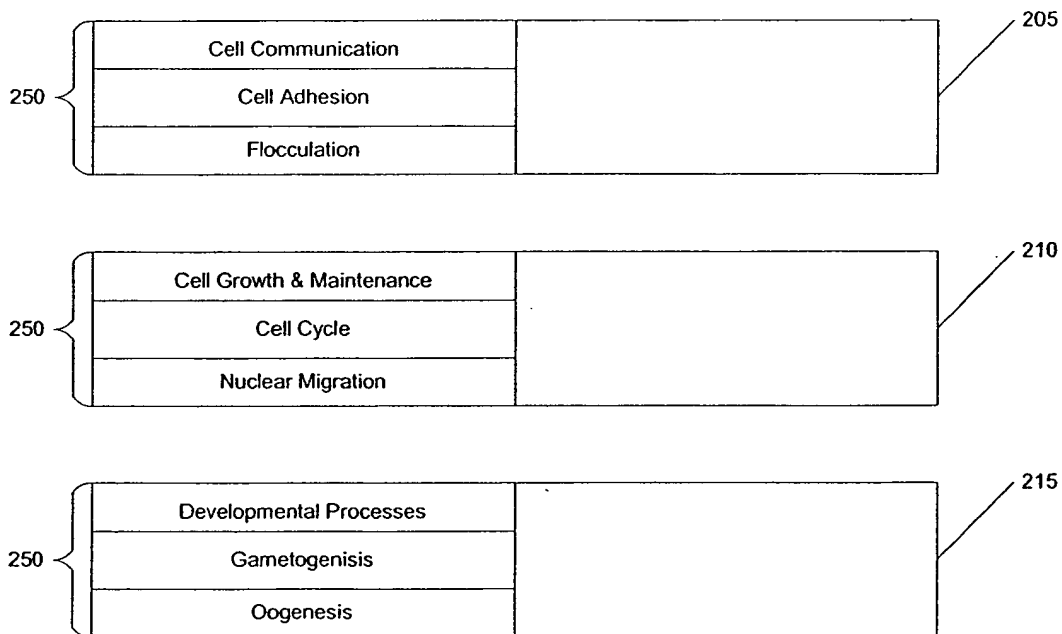 205
Cell Communication
250
Cell Adhesion
Flocculation
210
Cell Growth & Maintenance
250
Cell Cycle
Nuclear Migration
215
Developmental Processes
250
Gametogenisis
Oogenesis